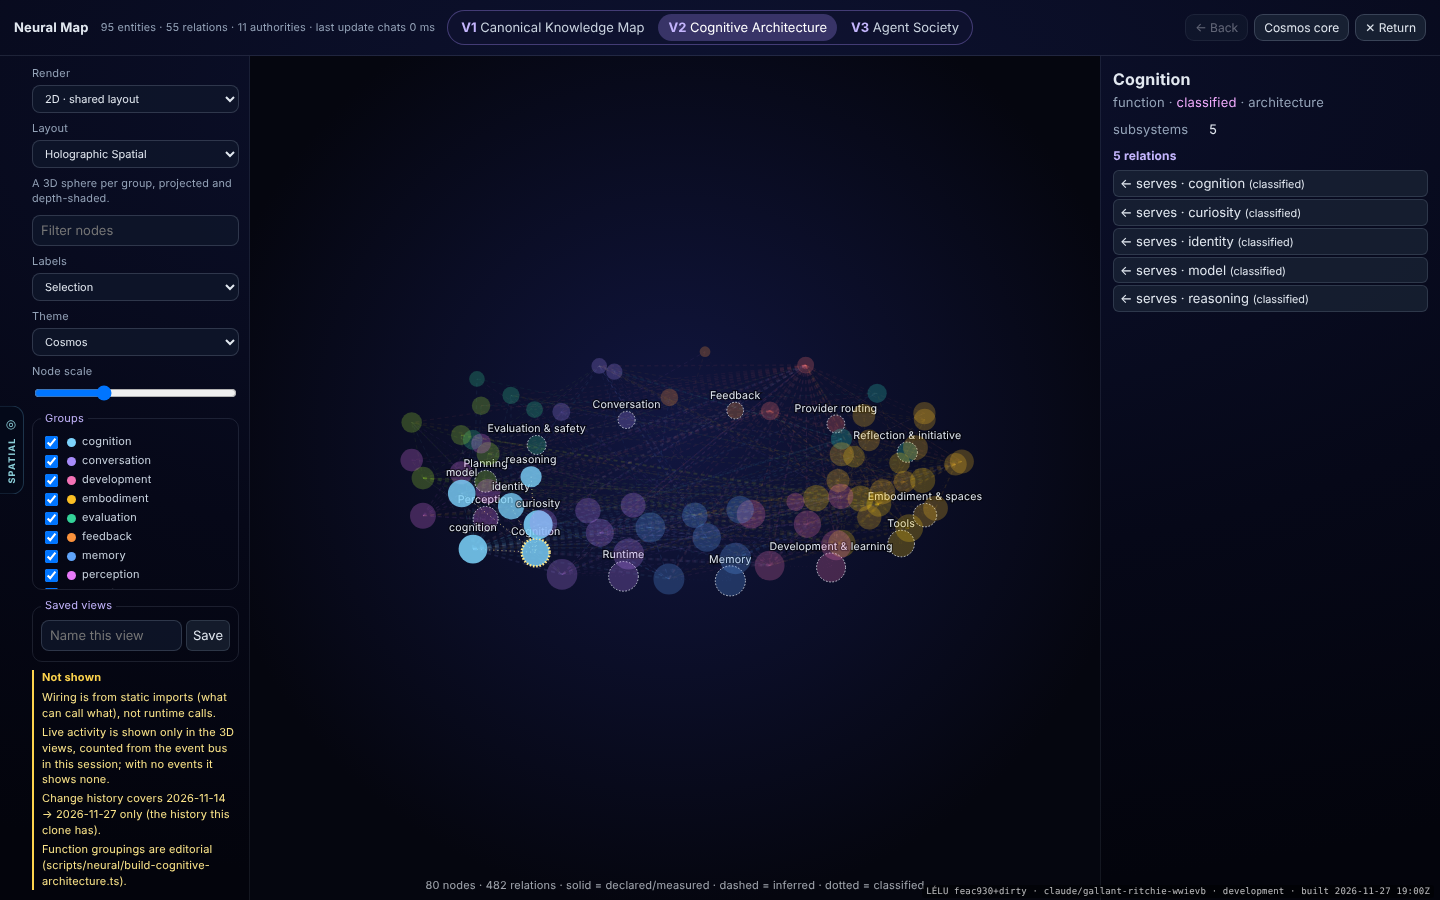 Neural Map
95 entities · 55 relations · 11 authorities · last update chats 0 ms
V1 Canonical Knowledge Map
V2 Cognitive Architecture
V3 Agent Society
← Back
Cosmos core
✕ Return
Render
2D · shared layout
Layout
Holographic Spatial
A 3D sphere per group, projected and
depth-shaded.
Filter nodes
Labels
Selection
Theme
Cosmos
Node scale
Groups
cognition
conversation
development
embodiment
evaluation
feedback
memory
perception
Saved views
Name this view
Save
Not shown
Wiring is from static imports (what
can call what), not runtime calls.
Live activity is shown only in the 3D
views, counted from the event bus
in this session; with no events it
shows none.
Change history covers 2026-11-14
→ 2026-11-27 only (the history this
clone has).
Function groupings are editorial
(scripts/neural/build-cognitive-
architecture.ts).
SPATIAL ◎
Feedback
Conversation
Provider routing
Evaluation & safety
Reflection & initiative
Planning
reasoning
model
identity
Perception
curiosity
Embodiment & spaces
cognition
Cognition
Tools
Runtime
Memory
Development & learning
80 nodes · 482 relations · solid = declared/measured · dashed = inferred · dotted = classified
Cognition
function · classified · architecture
subsystems 5
5 relations
← serves · cognition (classified)
← serves · curiosity (classified)
← serves · identity (classified)
← serves · model (classified)
← serves · reasoning (classified)
LÉLU feac930+dirty · claude/gallant-ritchie-wwievb · development · built 2026-11-27 19:00Z